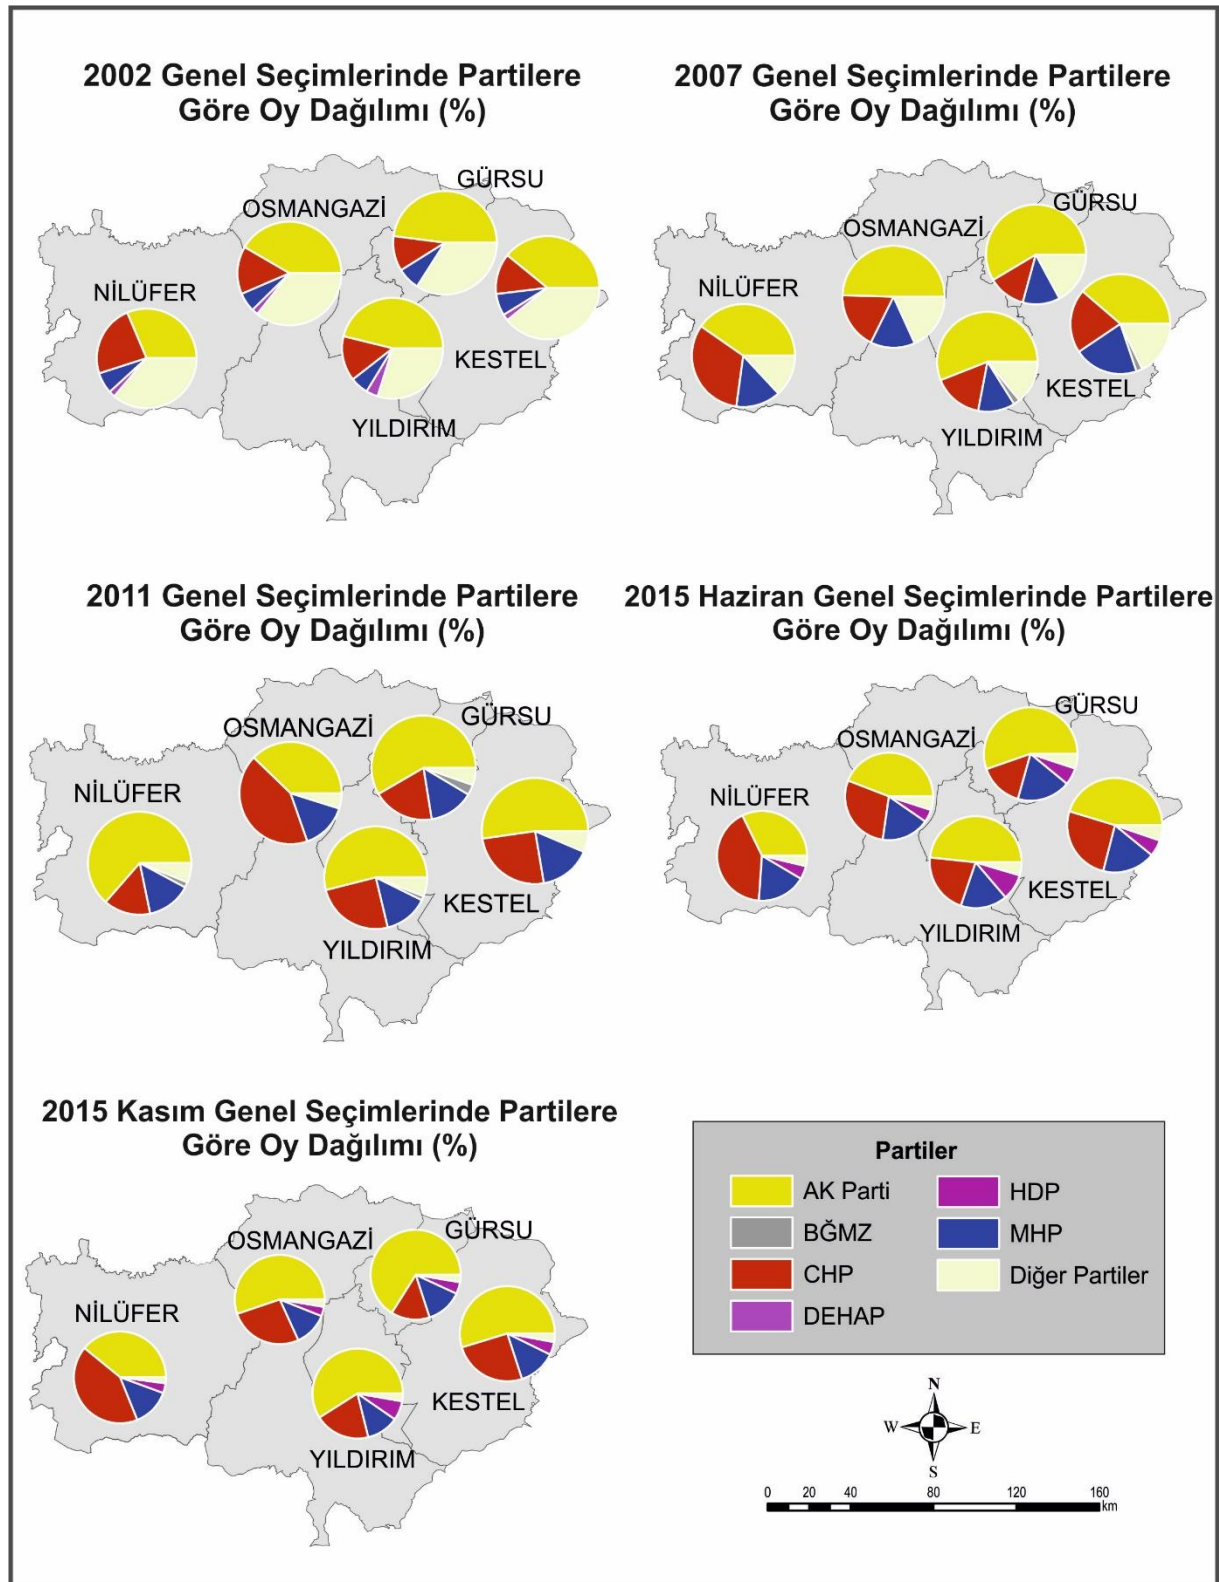 2002 Genel Seçimlerinde Partilere
Göre Oy Dağılımı (%)
GÜRSU
OSMANGAZİ
NİLÜFER
KESTEL
YILDIRIM
2007 Genel Seçimlerinde Partilere
Göre Oy Dağılımı (%)
GÜRSU
OSMANGAZİ
NİLÜFER
KESTEL
YILDIRIM
2011 Genel Seçimlerinde Partilere
Göre Oy Dağılımı (%)
GÜRSU
OSMANGAZİ
NİLÜFER
KESTEL
YILDIRIM
2015 Haziran Genel Seçimlerinde Partilere
Göre Oy Dağılımı (%)
GÜRSU
OSMANGAZİ
NİLÜFER
KESTEL
YILDIRIM
2015 Kasım Genel Seçimlerinde Partilere
Göre Oy Dağılımı (%)
GÜRSU
OSMANGAZİ
NİLÜFER
KESTEL
YILDIRIM
Partiler
AK Parti
BĞMZ
CHP
DEHAP
HDP
MHP
Diğer Partiler
N
W E
S
0 20 40 80 120 160
km